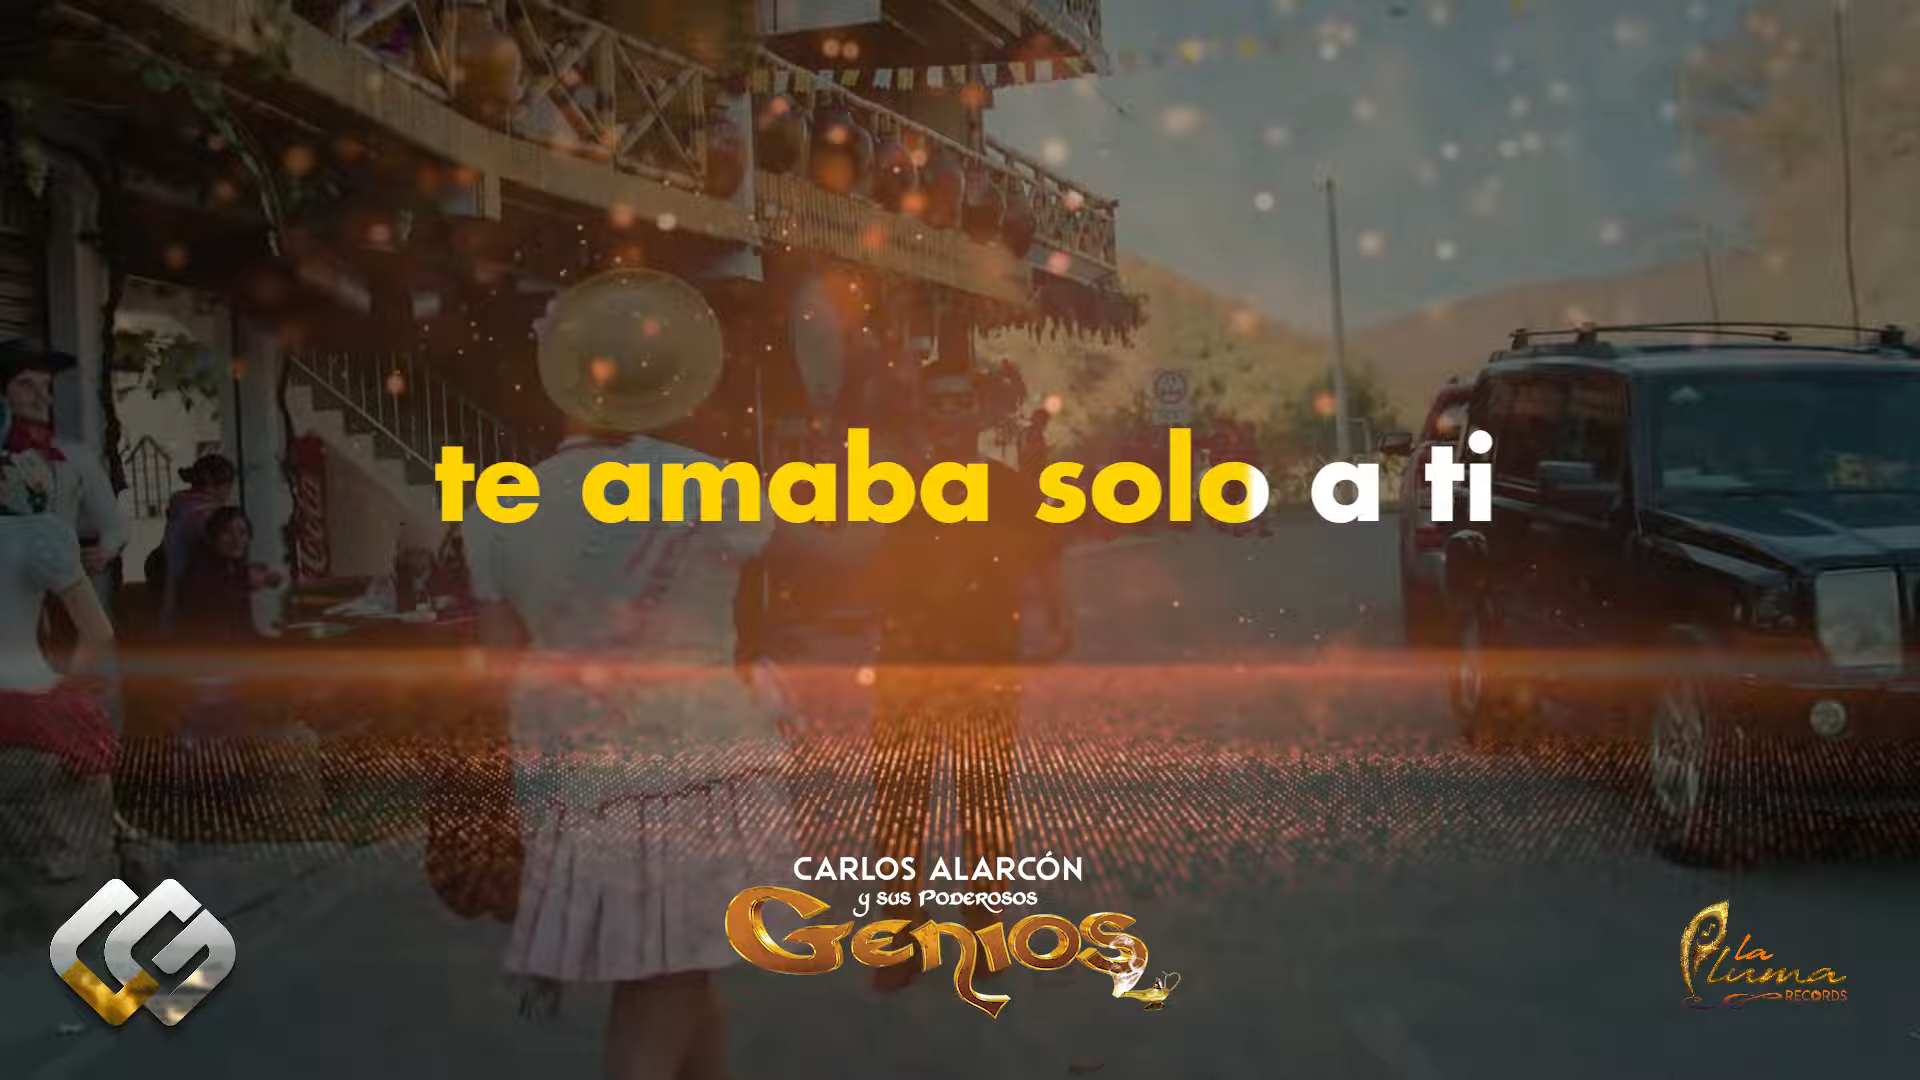 te amaba solo a ti
CARLOS ALARCÓN
y sus Poderosos
Genios
La
Pluma
RECORDS